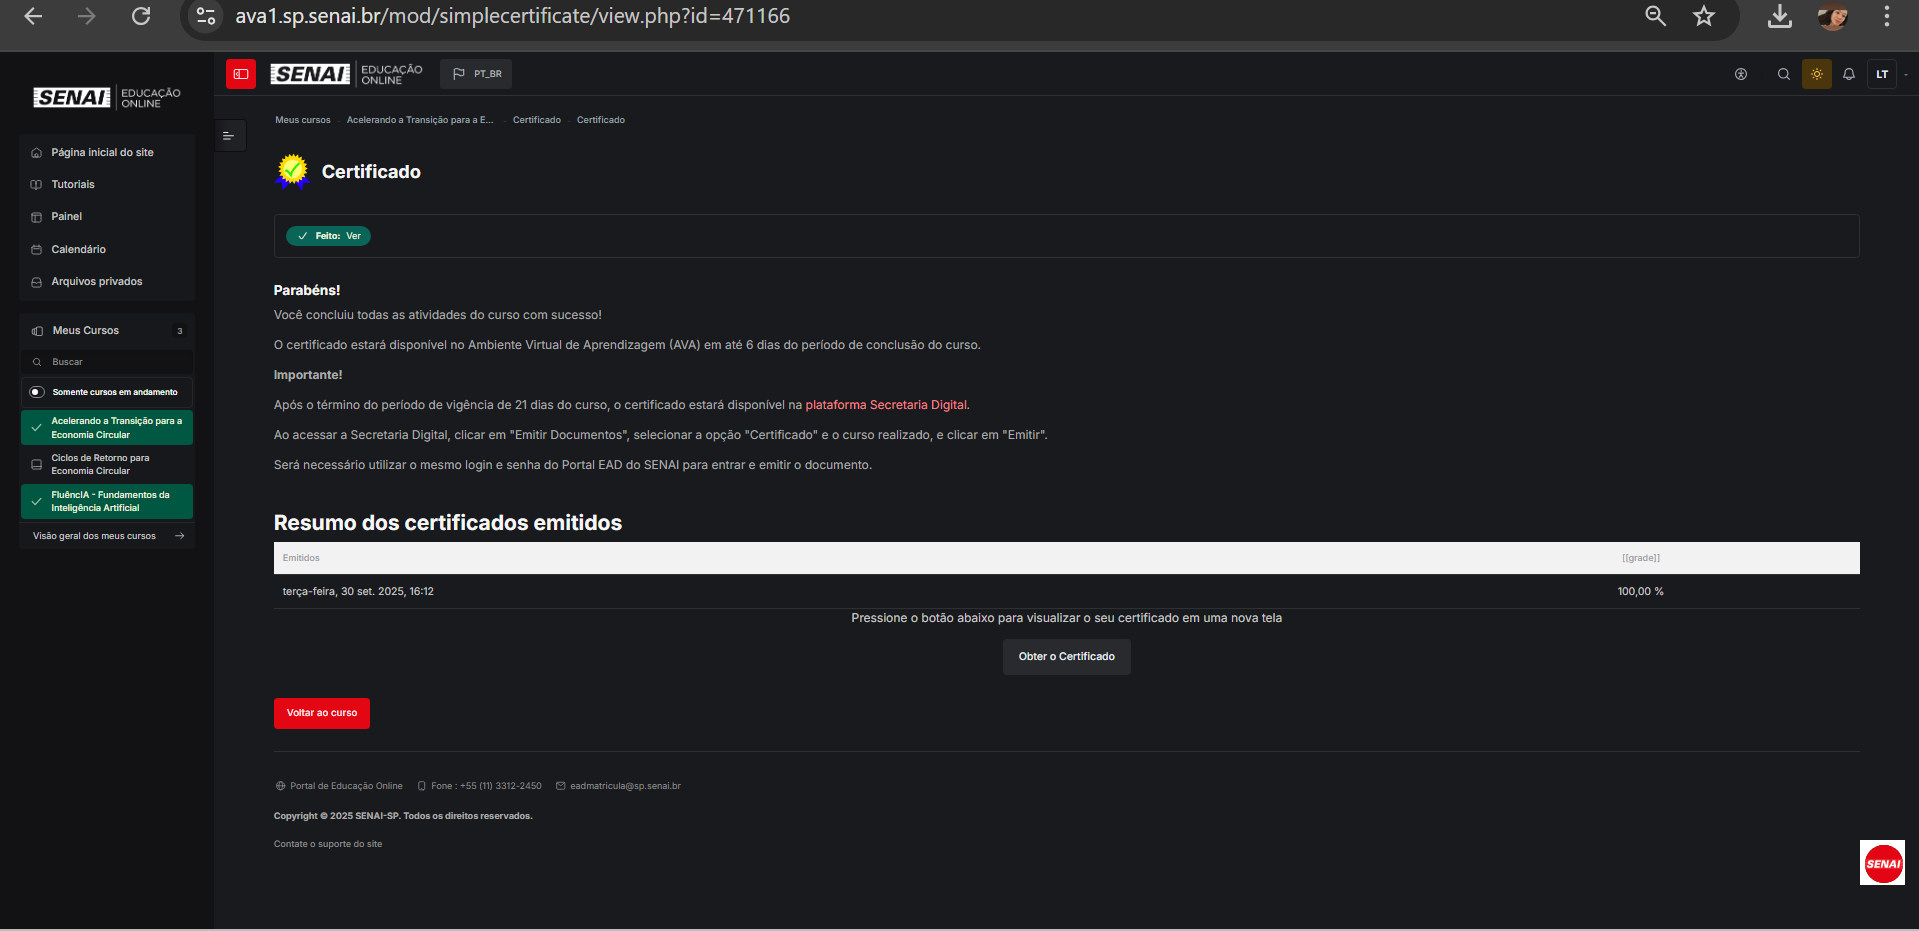 ava1.sp.senai.br/mod/simplecertificate/view.php?id=471166
SENAI EDUCAÇÃO ONLINE
PT_BR
LT
SENAI EDUCAÇÃO ONLINE
Página inicial do site
Tutoriais
Painel
Calendário
Arquivos privados
Meus Cursos 3
Buscar
Somente cursos em andamento
Acelerando a Transição para a
Economia Circular
Ciclos de Retorno para
Economia Circular
FluêncIA - Fundamentos da
Inteligência Artificial
Visão geral dos meus cursos
Meus cursos Acelerando a Transição para a E... Certificado Certificado
Certificado
Feito: Ver
Parabéns!
Você concluiu todas as atividades do curso com sucesso!
O certificado estará disponível no Ambiente Virtual de Aprendizagem (AVA) em até 6 dias do período de conclusão do curso.
Importante!
Após o término do período de vigência de 21 dias do curso, o certificado estará disponível na plataforma Secretaria Digital.
Ao acessar a Secretaria Digital, clicar em "Emitir Documentos", selecionar a opção "Certificado" e o curso realizado, e clicar em "Emitir".
Será necessário utilizar o mesmo login e senha do Portal EAD do SENAI para entrar e emitir o documento.
Resumo dos certificados emitidos
Emitidos [[grade]]
terça-feira, 30 set. 2025, 16:12 100,00 %
Pressione o botão abaixo para visualizar o seu certificado em uma nova tela
Obter o Certificado
Voltar ao curso
Portal de Educação Online Fone : +55 (11) 3312-2450 eadmatricula@sp.senai.br
Copyright © 2025 SENAI-SP. Todos os direitos reservados.
Contate o suporte do site
SENAI